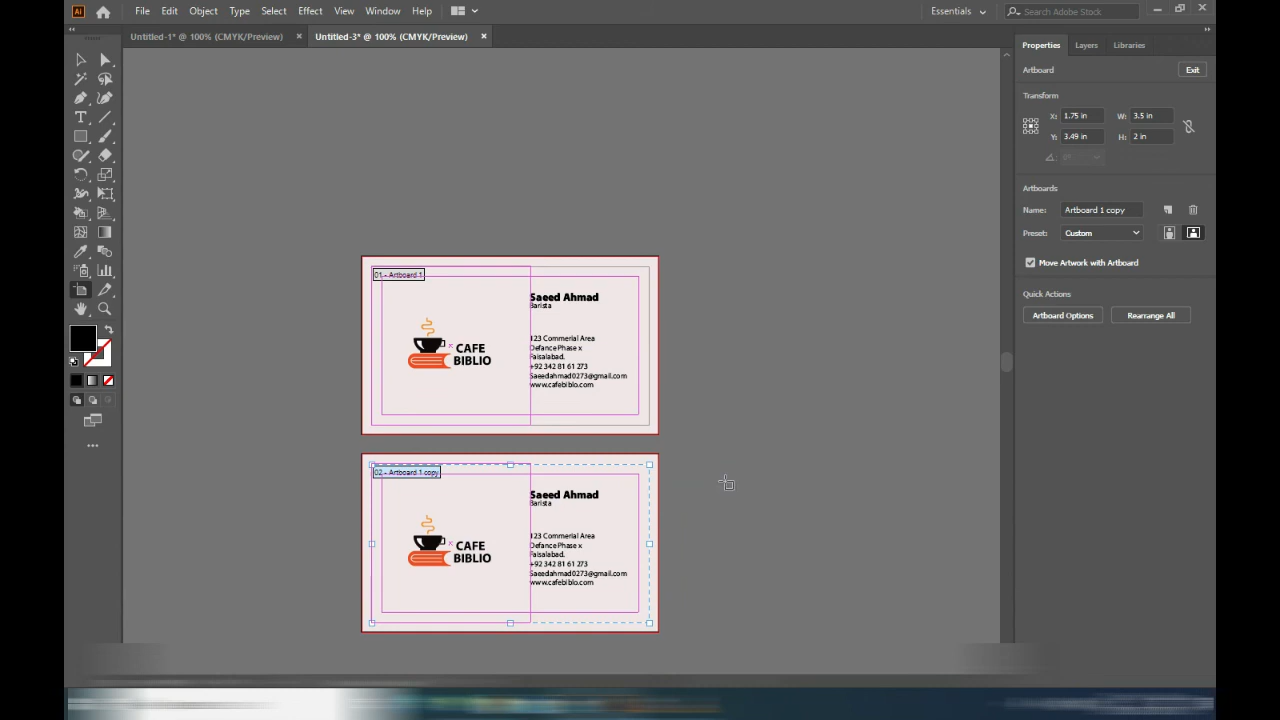 Ai File Edit Object Type Select Effect View Window Help Essentials Search Adobe Stock
Untitled-1* @ 100% (CMYK/Preview) × Untitled-3* @ 100% (CMYK/Preview) ×
Properties Layers Libraries
Artboard Exit
Transform
X: 1.75 in W: 3.5 in
Y: 3.49 in H: 2 in
Artboards
Name: Artboard 1 copy
Preset: Custom
Move Artwork with Artboard
Quick Actions
Artboard Options Rearrange All
01 - Artboard 1
CAFE
BIBLIO
Saeed Ahmad
Barista
123 Commerial Area
Defance Phase x
Faisalabad.
+92 342 81 61 273
Saeedahmad0273@gmail.com
www.cafebiblo.com
02 - Artboard 1 copy
CAFE
BIBLIO
Saeed Ahmad
Barista
123 Commerial Area
Defance Phase x
Faisalabad.
+92 342 81 61 273
Saeedahmad0273@gmail.com
www.cafebiblo.com